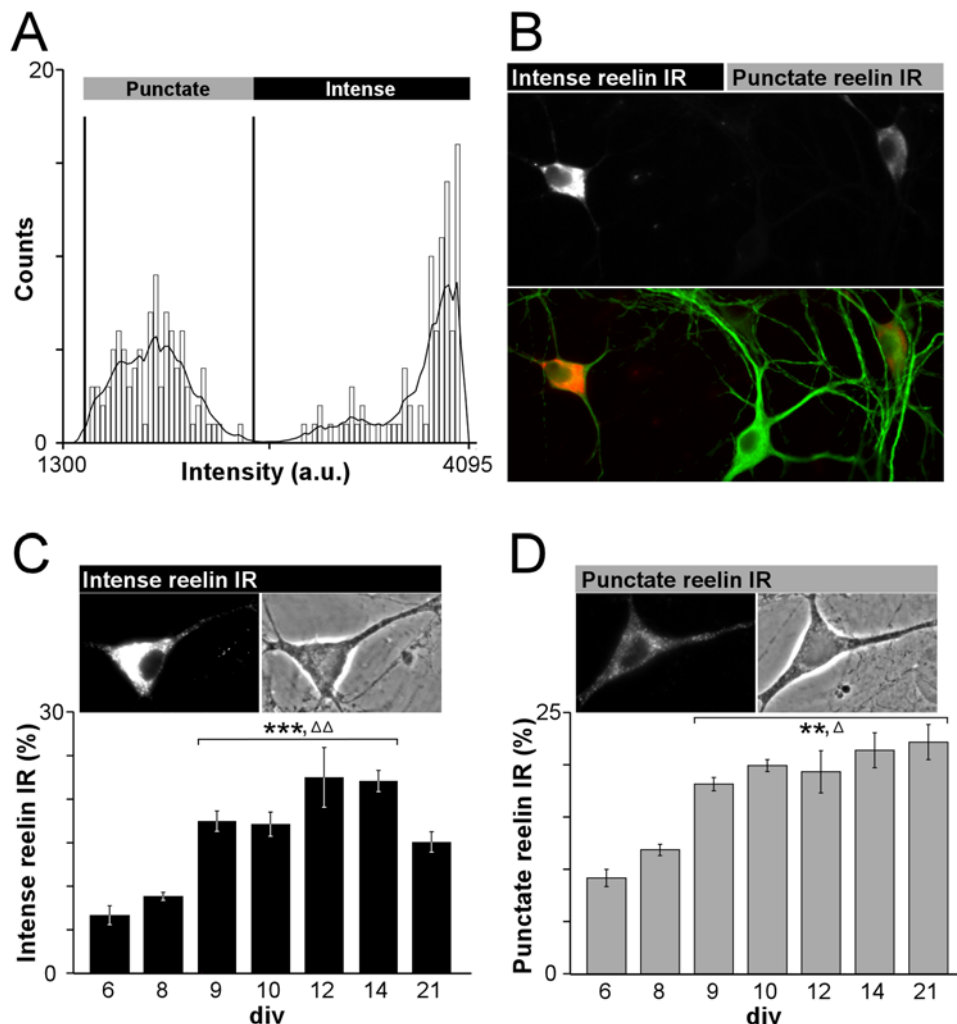 A
20
Punctate Intense
Counts
0
1300 4095
Intensity (a.u.)
B
Intense reelin IR Punctate reelin IR
C
Intense reelin IR
30
***, ΔΔ
Intense reelin IR (%)
0
6 8 9 10 12 14 21
div
D
Punctate reelin IR
25
**, Δ
Punctate reelin IR (%)
0
6 8 9 10 12 14 21
div